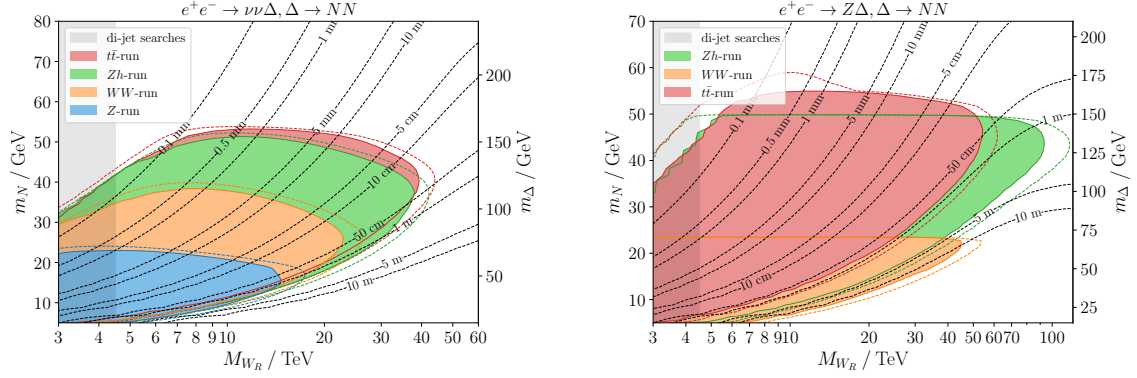 e⁺e⁻ → ννΔ, Δ → NN
80
70
60
50
40
30
20
10
m_N / GeV
di-jet searches
tt̄-run
Zh-run
WW-run
Z-run
0.1 mm
0.5 mm
1 mm
5 mm
10 mm
5 cm
10 cm
50 cm
1 m
5 m
10 m
200
150
100
50
m_Δ / GeV
3 4 5 6 7 8 9 10 20 30 40 50 60
M_{W_R} / TeV
e⁺e⁻ → ZΔ, Δ → NN
70
60
50
40
30
20
10
m_N / GeV
di-jet searches
Zh-run
WW-run
tt̄-run
0.1 mm
0.5 mm
1 mm
5 mm
10 mm
5 cm
10 cm
50 cm
1 m
5 m
10 m
200
175
150
125
100
75
50
25
m_Δ / GeV
3 4 5 6 7 8 9 10 20 30 40 50 60 70 100
M_{W_R} / TeV